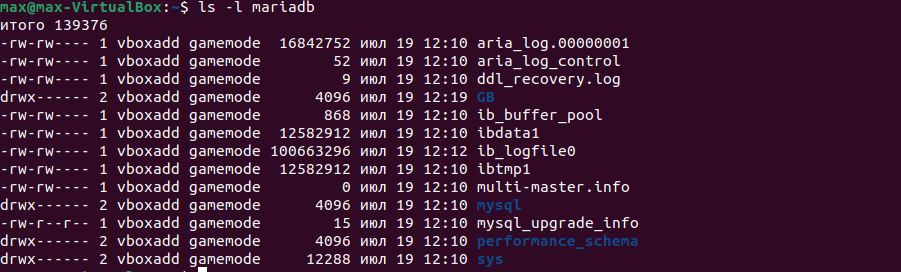 max@max-VirtualBox:~$ ls -l mariadb
итого 139376
-rw-rw---- 1 vboxadd gamemode  16842752 июл 19 12:10 aria_log.00000001
-rw-rw---- 1 vboxadd gamemode        52 июл 19 12:10 aria_log_control
-rw-rw---- 1 vboxadd gamemode         9 июл 19 12:10 ddl_recovery.log
drwx------ 2 vboxadd gamemode      4096 июл 19 12:19 GB
-rw-rw---- 1 vboxadd gamemode       868 июл 19 12:10 ib_buffer_pool
-rw-rw---- 1 vboxadd gamemode  12582912 июл 19 12:10 ibdata1
-rw-rw---- 1 vboxadd gamemode 100663296 июл 19 12:12 ib_logfile0
-rw-rw---- 1 vboxadd gamemode  12582912 июл 19 12:10 ibtmp1
-rw-rw---- 1 vboxadd gamemode         0 июл 19 12:10 multi-master.info
drwx------ 2 vboxadd gamemode      4096 июл 19 12:10 mysql
-rw-r--r-- 1 vboxadd gamemode        15 июл 19 12:10 mysql_upgrade_info
drwx------ 2 vboxadd gamemode      4096 июл 19 12:10 performance_schema
drwx------ 2 vboxadd gamemode     12288 июл 19 12:10 sys